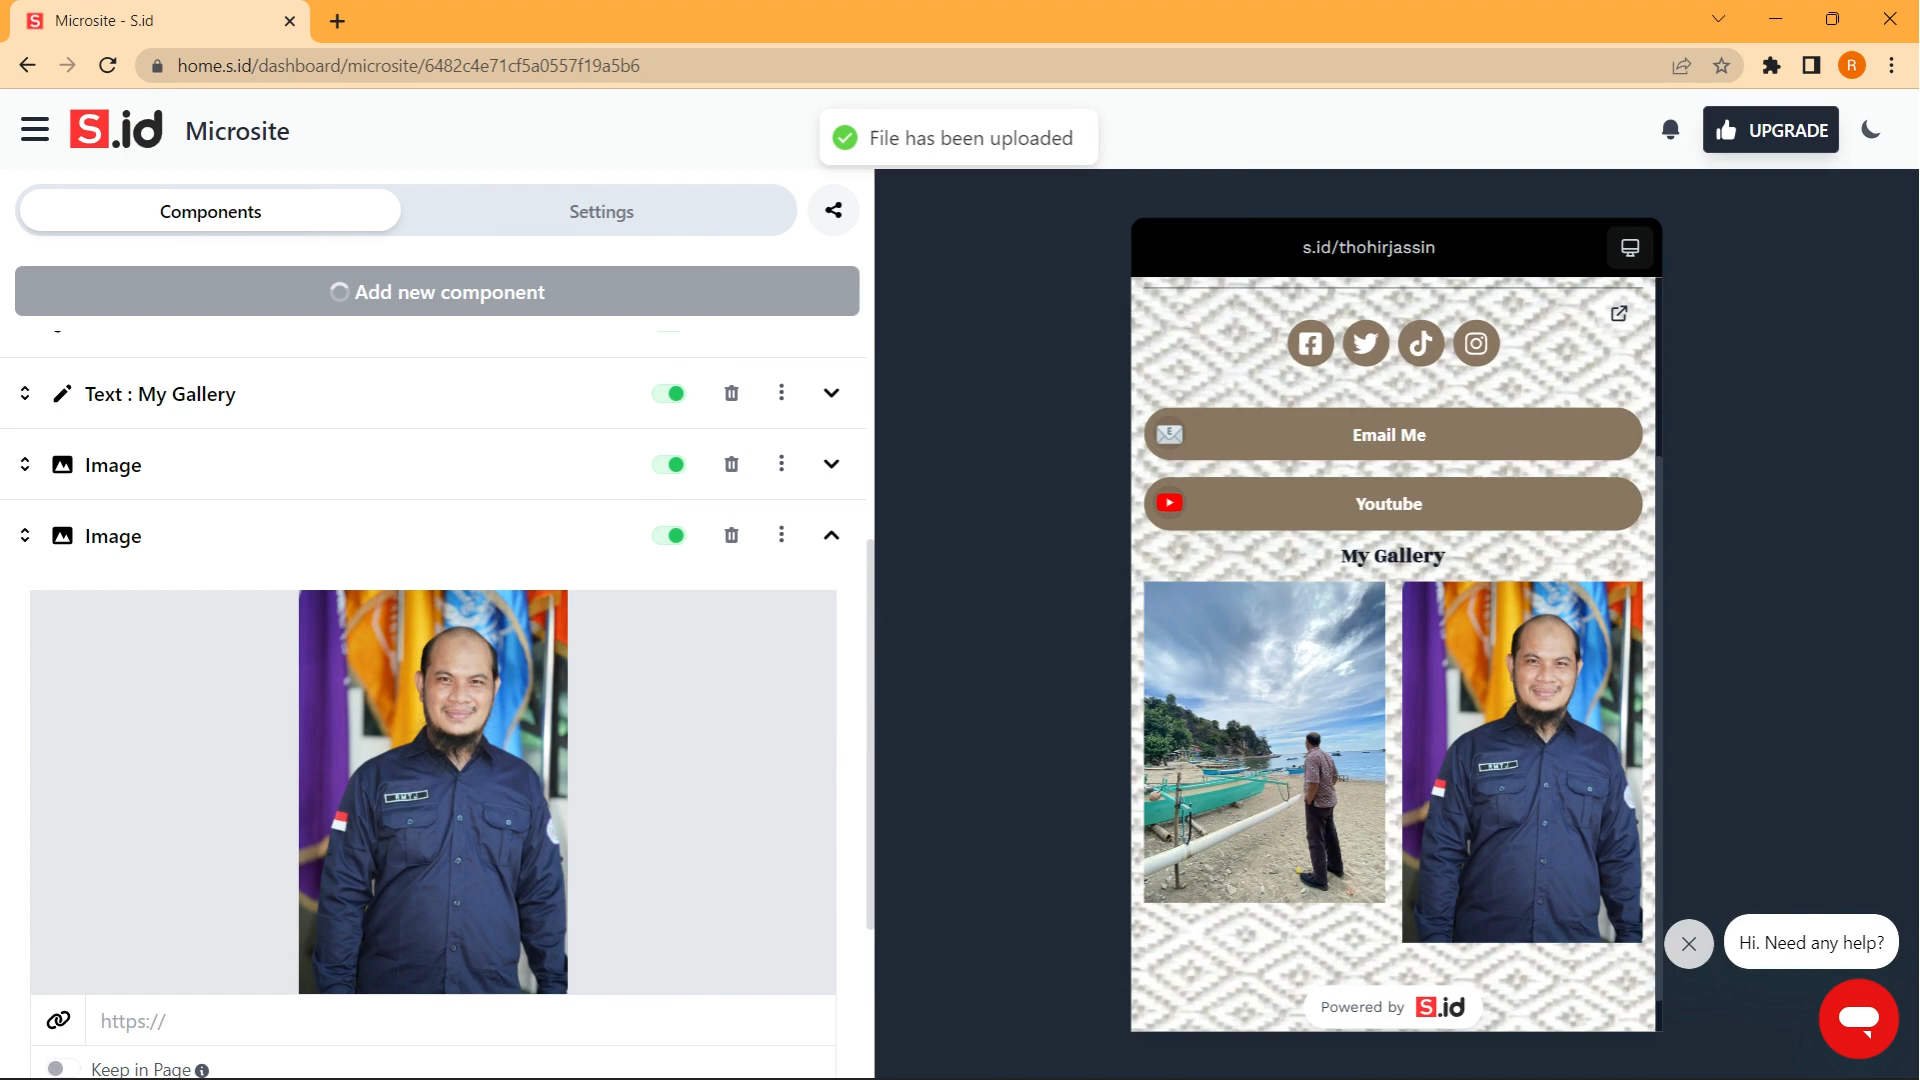 Microsite - S.id
home.s.id/dashboard/microsite/6482c4e71cf5a0557f19a5b6
R
S.id Microsite
File has been uploaded
UPGRADE
Components
Settings
Add new component
s.id/thohirjassin
Text : My Gallery
Image
Image
Email Me
Youtube
My Gallery
RMTJ
RMTJ
https://
Keep in Page
Powered by S.id
Hi. Need any help?